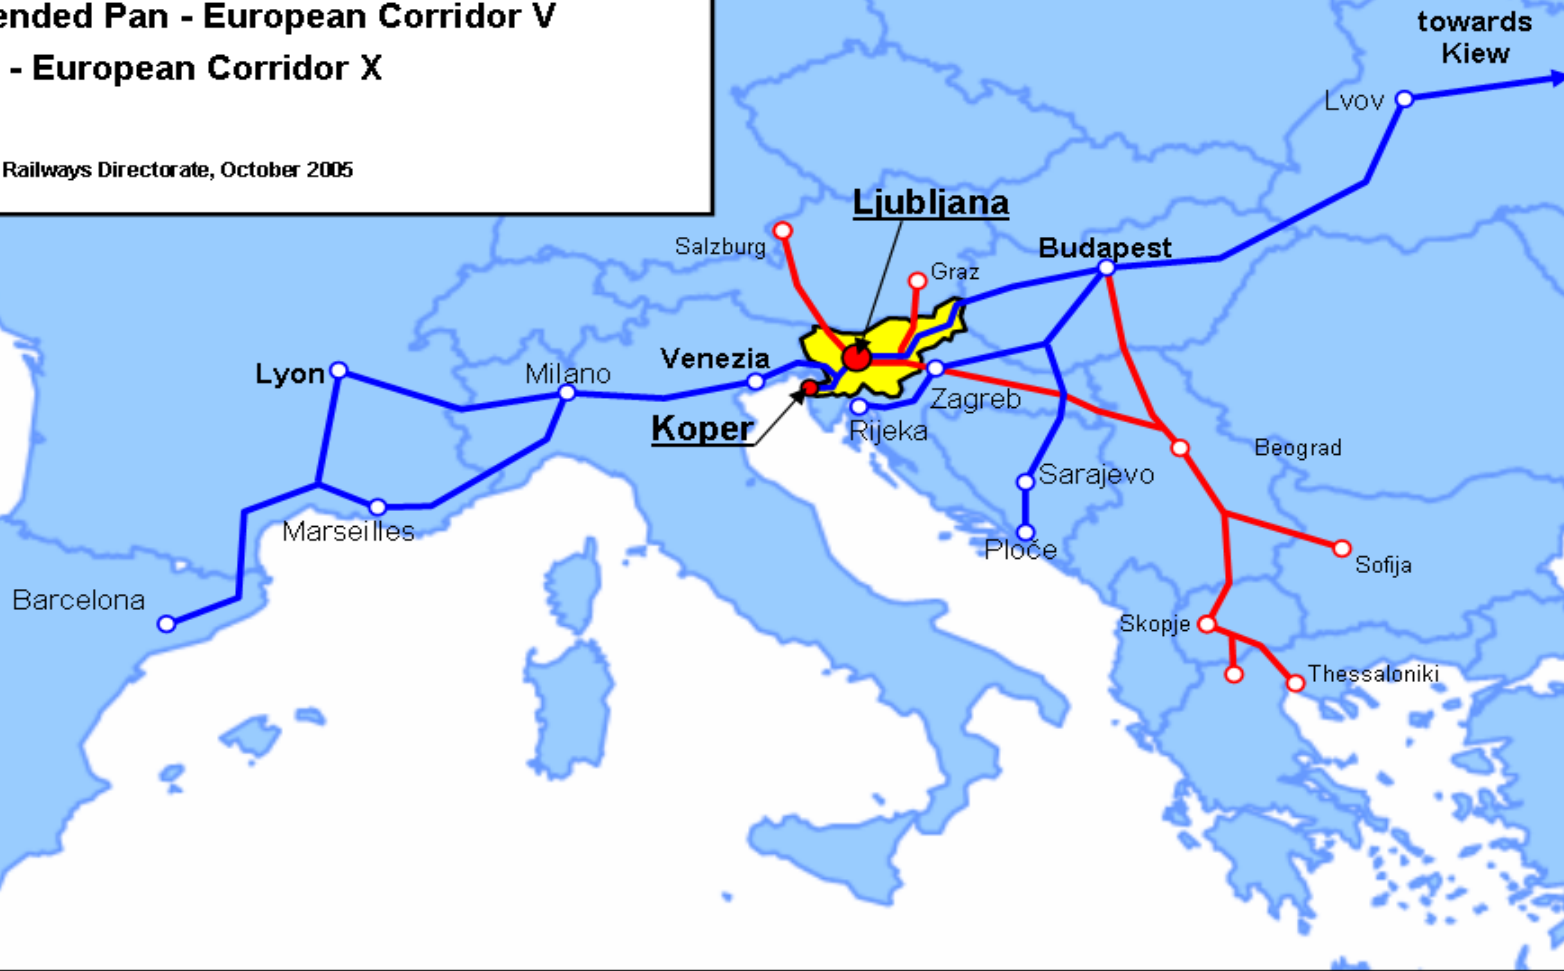 ended Pan - European Corridor V
- European Corridor X
Railways Directorate, October 2005
towards
Kiew
Lvov
Ljubljana
Salzburg
Budapest
Graz
Venezia
Lyon
Milano
Zagreb
Koper
Rijeka
Beograd
Sarajevo
Marseilles
Ploče
Sofija
Barcelona
Skopje
Thessaloniki